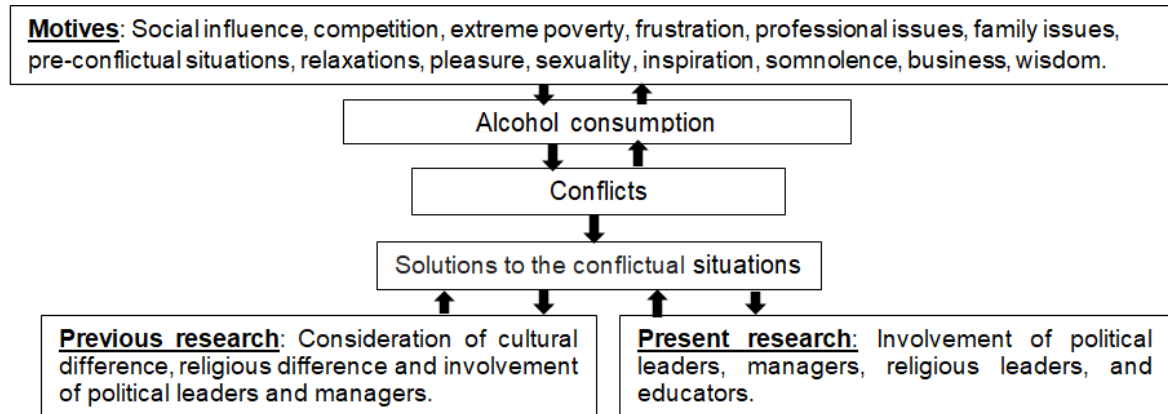 Motives: Social influence, competition, extreme poverty, frustration, professional issues, family issues,
pre-conflictual situations, relaxations, pleasure, sexuality, inspiration, somnolence, business, wisdom.
Alcohol consumption
Conflicts
Solutions to the conflictual situations
Previous research: Consideration of cultural
difference, religious difference and involvement
of political leaders and managers.
Present research: Involvement of political
leaders, managers, religious leaders, and
educators.